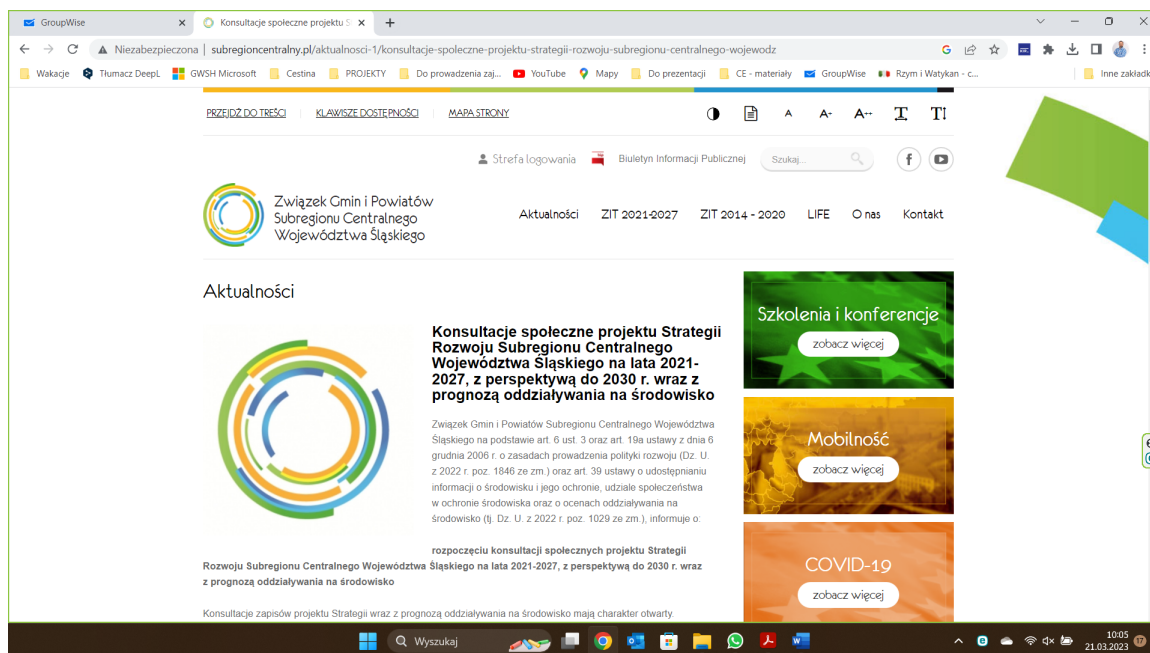 GroupWise
Konsultacje społeczne projektu S
Niezabezpieczona | subregioncentralny.pl/aktualnosci-1/konsultacje-spoleczne-projektu-strategii-rozwoju-subregionu-centralnego-wojewodz
Wakacje Tłumacz DeepL GWSH Microsoft Cestina PROJEKTY Do prowadzenia zaj... YouTube Mapy Do prezentacji CE - materiały GroupWise Rzym i Watykan - c... Inne zakładk
PRZEJDŹ DO TREŚCI KLAWISZE DOSTĘPNOŚCI MAPA STRONY A A+ A++ T T
Strefa logowania Biuletyn Informacji Publicznej Szukaj...
Związek Gmin i Powiatów
Subregionu Centralnego
Województwa Śląskiego
Aktualności ZIT 2021-2027 ZIT 2014 - 2020 LIFE O nas Kontakt
Aktualności
Konsultacje społeczne projektu Strategii
Rozwoju Subregionu Centralnego
Województwa Śląskiego na lata 2021-
2027, z perspektywą do 2030 r. wraz z
prognozą oddziaływania na środowisko
Związek Gmin i Powiatów Subregionu Centralnego Województwa
Śląskiego na podstawie art. 6 ust. 3 oraz art. 19a ustawy z dnia 6
grudnia 2006 r. o zasadach prowadzenia polityki rozwoju (Dz. U.
z 2022 r. poz. 1846 ze zm.) oraz art. 39 ustawy o udostępnianiu
informacji o środowisku i jego ochronie, udziale społeczeństwa
w ochronie środowiska oraz o ocenach oddziaływania na
środowisko (tj. Dz. U. z 2022 r. poz. 1029 ze zm.), informuje o:
rozpoczęciu konsultacji społecznych projektu Strategii
Rozwoju Subregionu Centralnego Województwa Śląskiego na lata 2021-2027, z perspektywą do 2030 r. wraz
z prognozą oddziaływania na środowisko
Konsultacje zapisów projektu Strategii wraz z prognozą oddziaływania na środowisko mają charakter otwarty.
Szkolenia i konferencje
zobacz więcej
Mobilność
zobacz więcej
COVID-19
zobacz więcej
Wyszukaj
10:05
21.03.2023
17